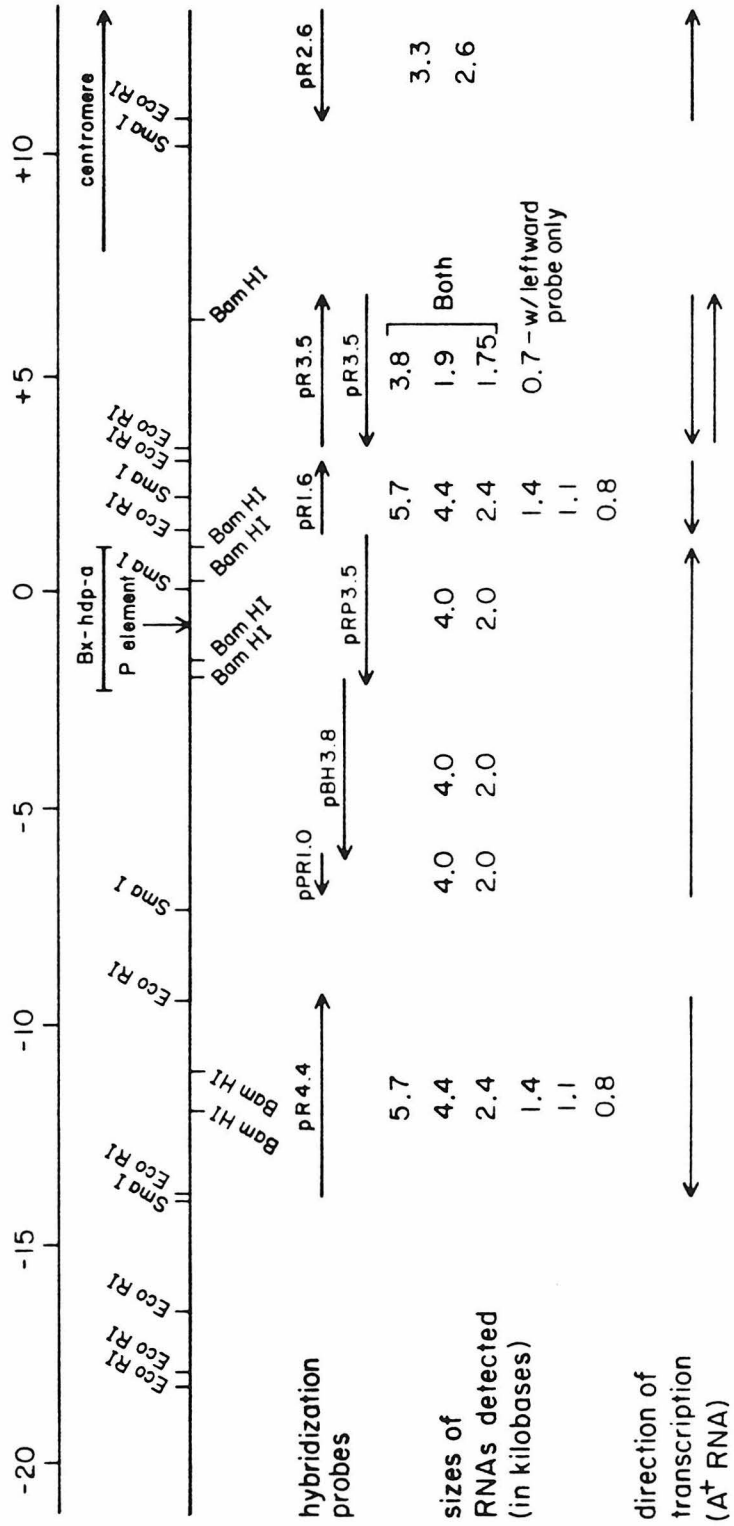 -20 -15 -10 -5 0 +5 +10
Bx-hdp-a
centromere
P element
Eco RI Eco RI Eco RI Sma I Eco RI Eco RI Sma I Sma I Eco RI Sma I Eco RI Eco RI Sma I Eco RI
Bam HI Bam HI Bam HI Bam HI Bam HI Bam HI Bam HI
hybridization
probes
pR4.4 pPR1.0 pR1.6 pR3.5 pR2.6
pBH3.8
pRP3.5 pR3.5
sizes of
RNAs detected
(in kilobases)
5.7
4.4
2.4
1.4
1.1
0.8
4.0
2.0
4.0
2.0
4.0
2.0
5.7
4.4
2.4
1.4
1.1
0.8
3.8
1.9
1.75
Both
0.7 - w/ leftward
probe only
3.3
2.6
direction of
transcription
(A+ RNA)